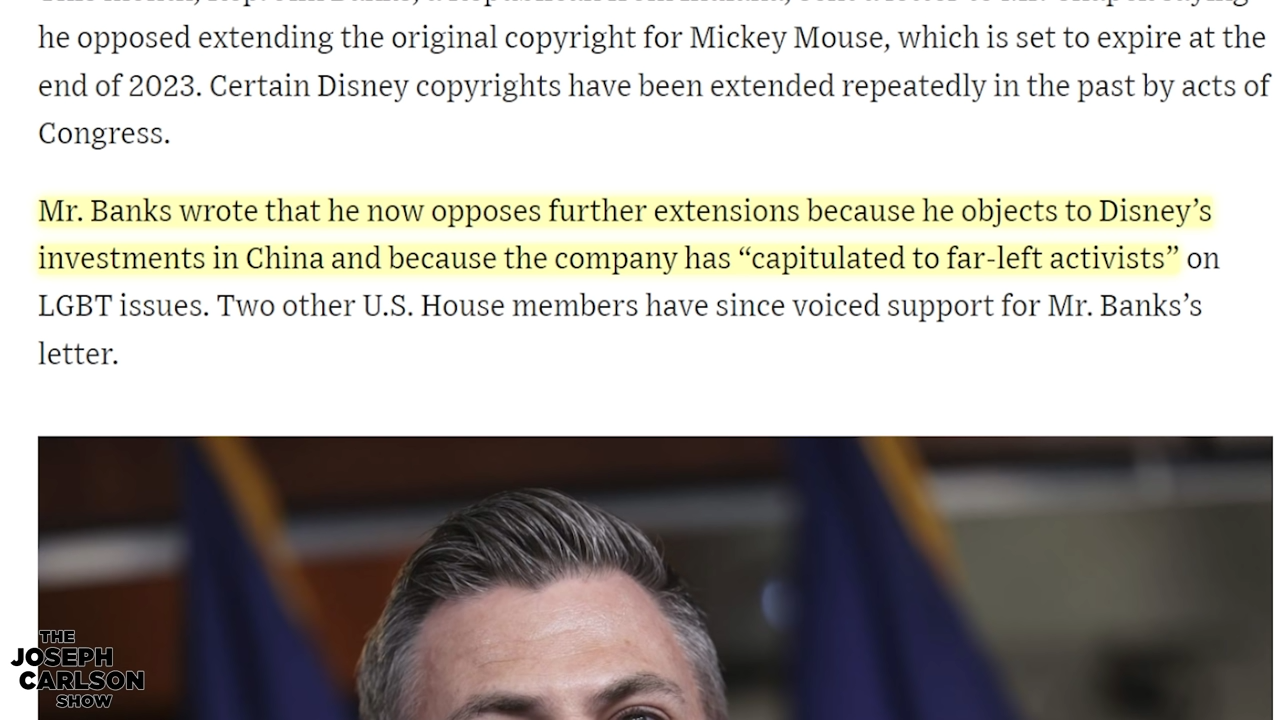 saying
he opposed extending the original copyright for Mickey Mouse, which is set to expire at the
end of 2023. Certain Disney copyrights have been extended repeatedly in the past by acts of
Congress.
Mr. Banks wrote that he now opposes further extensions because he objects to Disney’s
investments in China and because the company has “capitulated to far-left activists” on
LGBT issues. Two other U.S. House members have since voiced support for Mr. Banks’s
letter.
THE
JOSEPH
CARLSON
SHOW